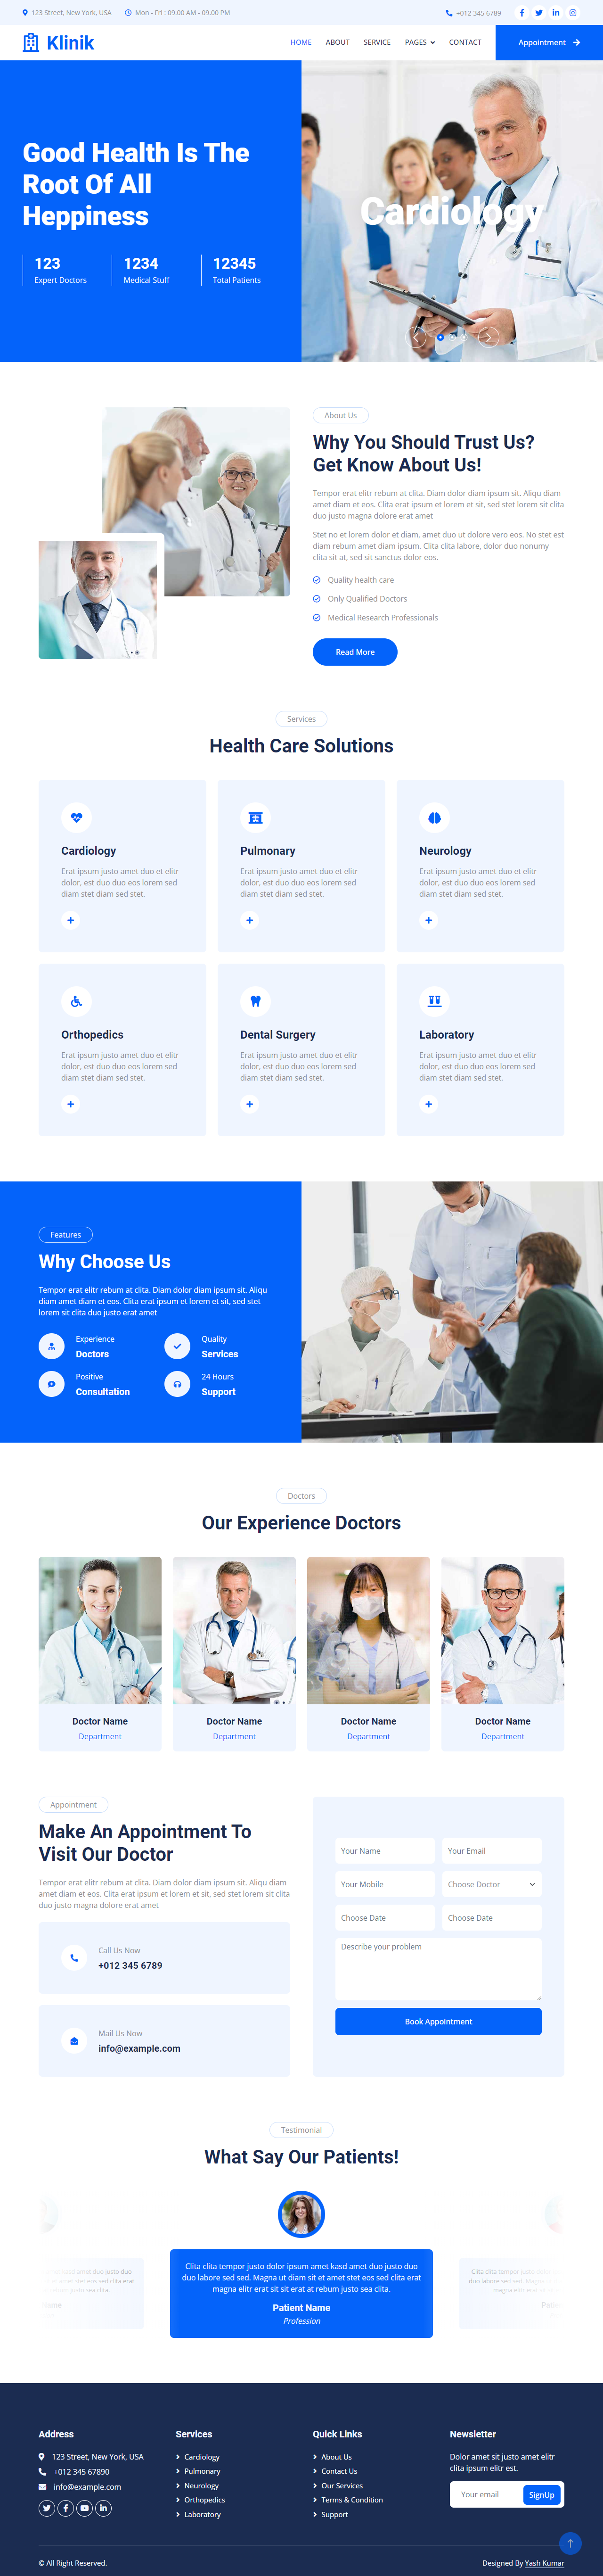 123 Street, New York, USA
Mon - Fri : 09.00 AM - 09.00 PM
+012 345 6789
Klinik
HOME
ABOUT
SERVICE
PAGES
CONTACT
Appointment
Good Health Is The
Root Of All
Heppiness
123
Expert Doctors
1234
Medical Stuff
12345
Total Patients
Cardiology
About Us
Why You Should Trust Us?
Get Know About Us!
Tempor erat elitr rebum at clita. Diam dolor diam ipsum sit. Aliqu diam
amet diam et eos. Clita erat ipsum et lorem et sit, sed stet lorem sit clita
duo justo magna dolore erat amet
Stet no et lorem dolor et diam, amet duo ut dolore vero eos. No stet est
diam rebum amet diam ipsum. Clita clita labore, dolor duo nonumy
clita sit at, sed sit sanctus dolor eos.
Quality health care
Only Qualified Doctors
Medical Research Professionals
Read More
Services
Health Care Solutions
Cardiology
Erat ipsum justo amet duo et elitr
dolor, est duo duo eos lorem sed
diam stet diam sed stet.
Pulmonary
Erat ipsum justo amet duo et elitr
dolor, est duo duo eos lorem sed
diam stet diam sed stet.
Neurology
Erat ipsum justo amet duo et elitr
dolor, est duo duo eos lorem sed
diam stet diam sed stet.
Orthopedics
Erat ipsum justo amet duo et elitr
dolor, est duo duo eos lorem sed
diam stet diam sed stet.
Dental Surgery
Erat ipsum justo amet duo et elitr
dolor, est duo duo eos lorem sed
diam stet diam sed stet.
Laboratory
Erat ipsum justo amet duo et elitr
dolor, est duo duo eos lorem sed
diam stet diam sed stet.
Features
Why Choose Us
Tempor erat elitr rebum at clita. Diam dolor diam ipsum sit. Aliqu
diam amet diam et eos. Clita erat ipsum et lorem et sit, sed stet
lorem sit clita duo justo erat amet
Experience
Doctors
Quality
Services
Positive
Consultation
24 Hours
Support
Doctors
Our Experience Doctors
Doctor Name
Department
Doctor Name
Department
Doctor Name
Department
Doctor Name
Department
Appointment
Make An Appointment To
Visit Our Doctor
Tempor erat elitr rebum at clita. Diam dolor diam ipsum sit. Aliqu diam
amet diam et eos. Clita erat ipsum et lorem et sit, sed stet lorem sit clita
duo justo magna dolore erat amet
Call Us Now
+012 345 6789
Mail Us Now
info@example.com
Your Name
Your Email
Your Mobile
Choose Doctor
Choose Date
Choose Date
Describe your problem
Book Appointment
Testimonial
What Say Our Patients!
Clita clita tempor justo dolor ipsum amet kasd amet duo justo duo
duo labore sed sed. Magna ut diam sit et amet stet eos sed clita erat
magna elitr erat sit sit erat at rebum justo sea clita.
Patient Name
Profession
Address
123 Street, New York, USA
+012 345 67890
info@example.com
Services
Cardiology
Pulmonary
Neurology
Orthopedics
Laboratory
Quick Links
About Us
Contact Us
Our Services
Terms & Condition
Support
Newsletter
Dolor amet sit justo amet elitr
clita ipsum elitr est.
Your email
SignUp
© All Right Reserved.
Designed By Yash Kumar